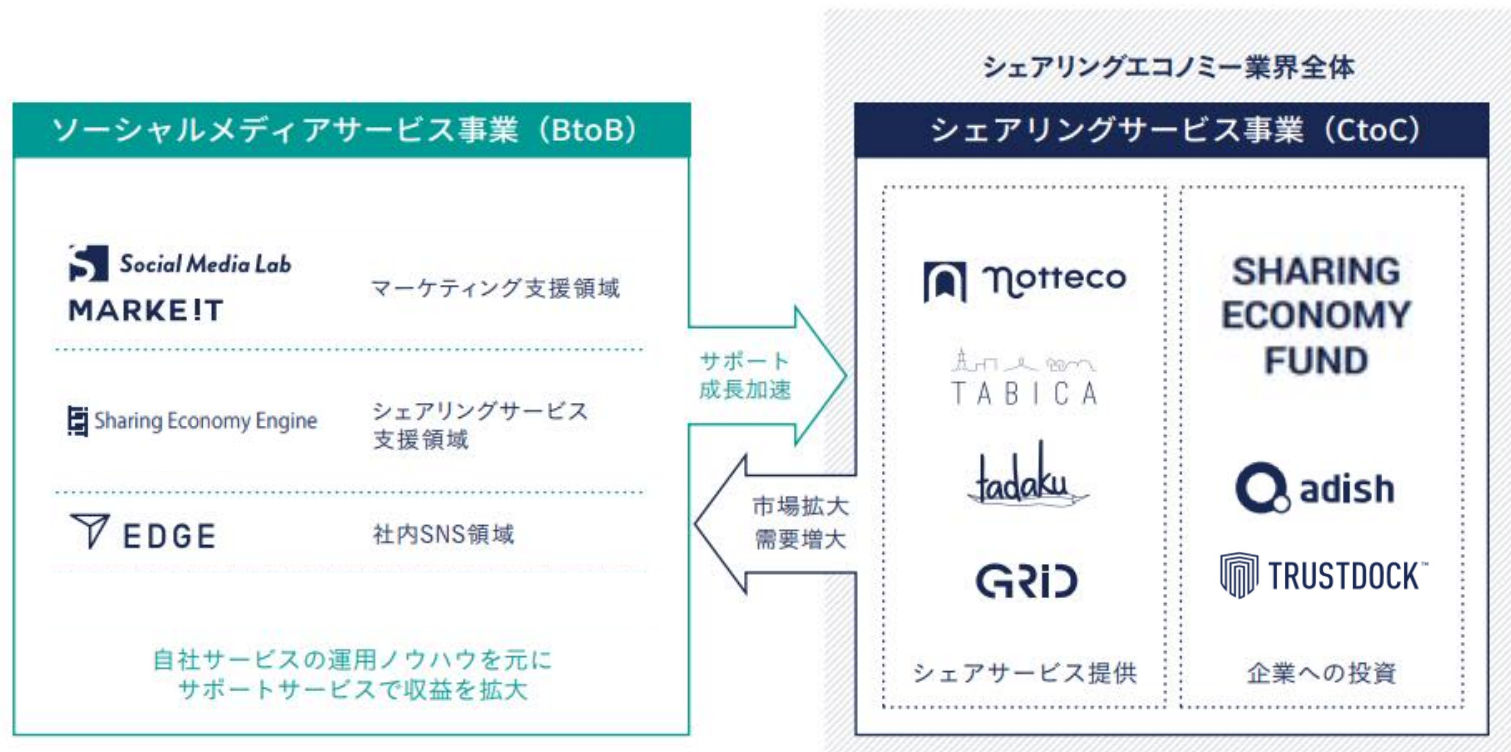 シェアリングエコノミー業界全体
ソーシャルメディアサービス事業（BtoB）
Social Media Lab
MARKE!T
マーケティング支援領域
Sharing Economy Engine
シェアリングサービス
支援領域
EDGE
社内SNS領域
自社サービスの運用ノウハウを元に
サポートサービスで収益を拡大
サポート
成長加速
市場拡大
需要増大
シェアリングサービス事業（CtoC）
notteco
TABICA
tadaku
GRiD
シェアサービス提供
SHARING
ECONOMY
FUND
adish
TRUSTDOCK™
企業への投資